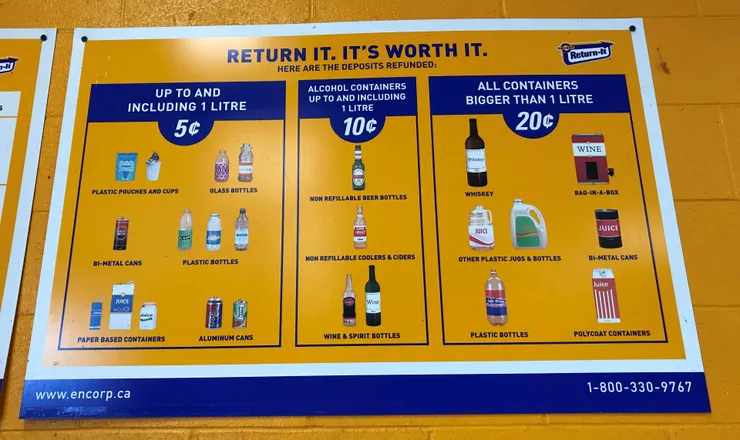 RETURN IT. IT'S WORTH IT.
HERE ARE THE DEPOSITS REFUNDED:
Return-It
UP TO AND
INCLUDING 1 LITRE
5¢
PLASTIC POUCHES AND CUPS
GLASS BOTTLES
BI-METAL CANS
PLASTIC BOTTLES
JUICE
Juice
PAPER BASED CONTAINERS
ALUMINUM CANS
ALCOHOL CONTAINERS
UP TO AND INCLUDING
1 LITRE
10¢
NON REFILLABLE BEER BOTTLES
NON REFILLABLE COOLERS & CIDERS
Wine
WINE & SPIRIT BOTTLES
ALL CONTAINERS
BIGGER THAN 1 LITRE
20¢
Whiskey
WHISKEY
WINE
BAG-IN-A-BOX
JUICE
OTHER PLASTIC JUGS & BOTTLES
JUICE
BI-METAL CANS
PLASTIC BOTTLES
Juice
POLYCOAT CONTAINERS
www.encorp.ca
1-800-330-9767